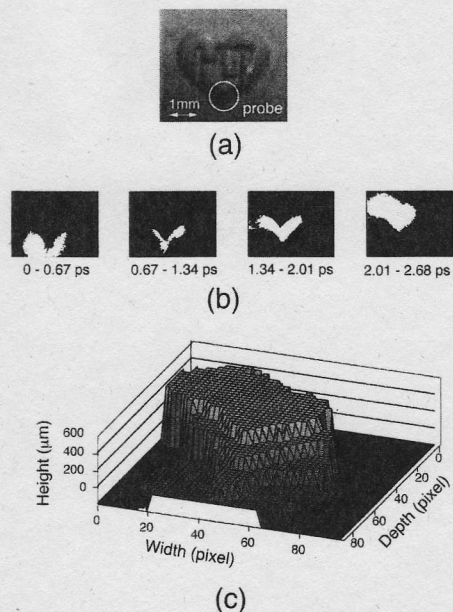 1mm
probe
(a)
0 - 0.67 ps
0.67 - 1.34 ps
1.34 - 2.01 ps
2.01 - 2.68 ps
(b)
Height (μm)
600
400
200
0
0
20
40
60
80
Width (pixel)
80
60
40
20
0
Depth (pixel)
(c)